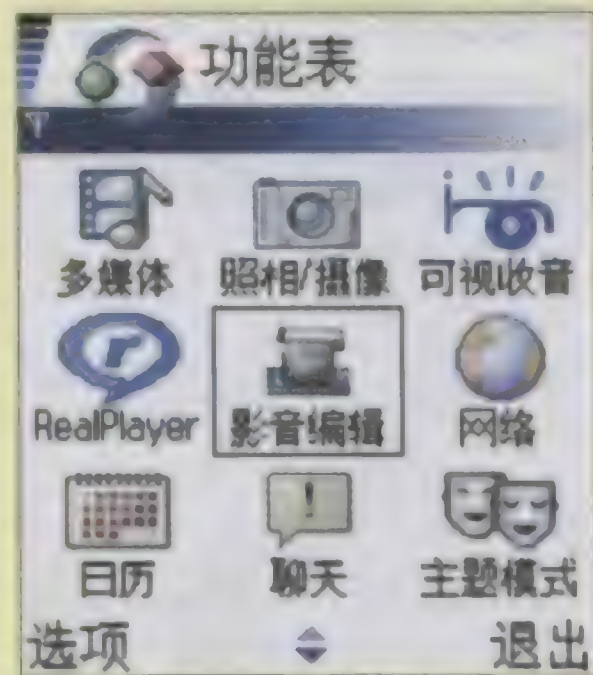 功能表
多媒体 照相/摄像 可视收音
RealPlayer 影音编辑 网络
日历 聊天 主题模式
选项 退出